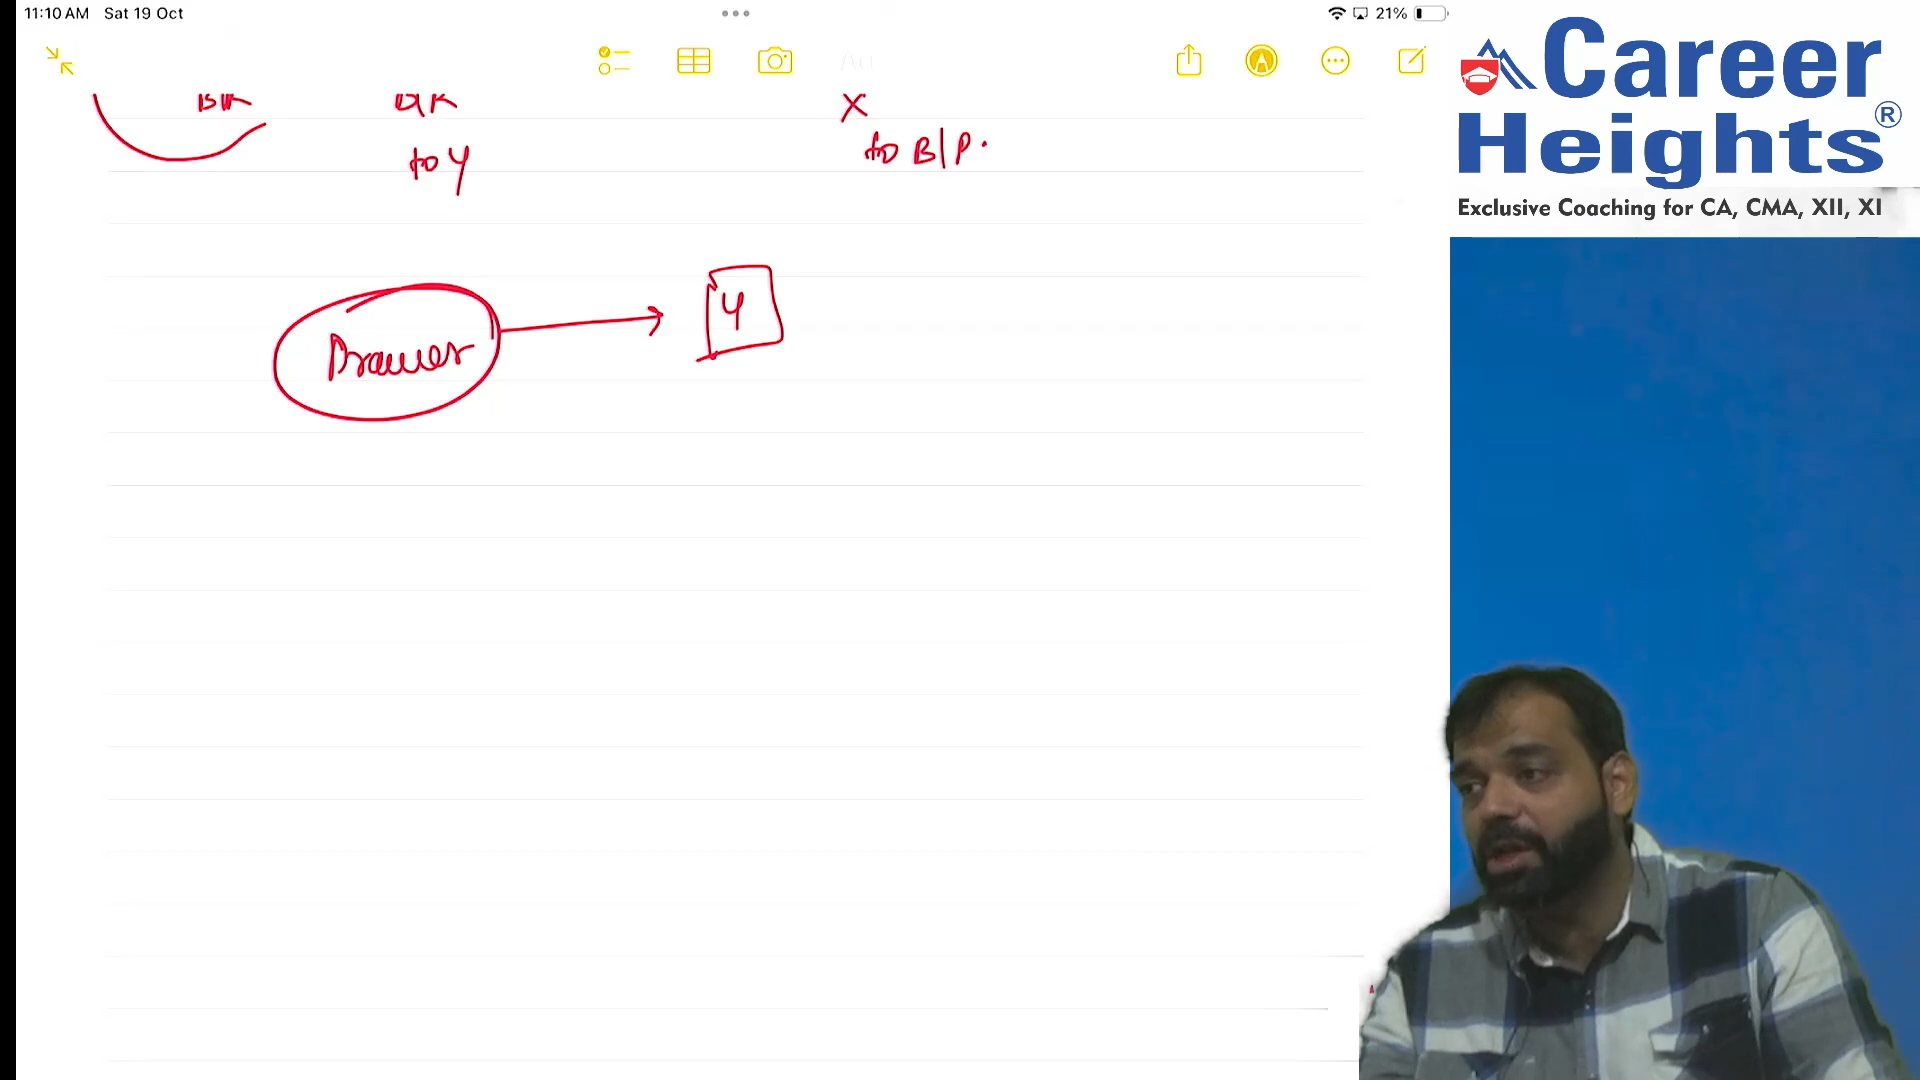 11:10 AM Sat 19 Oct
21%
Career
Heights®
Exclusive Coaching for CA, CMA, XII, XI
X
to Y
to B/P.
Drawer
Y